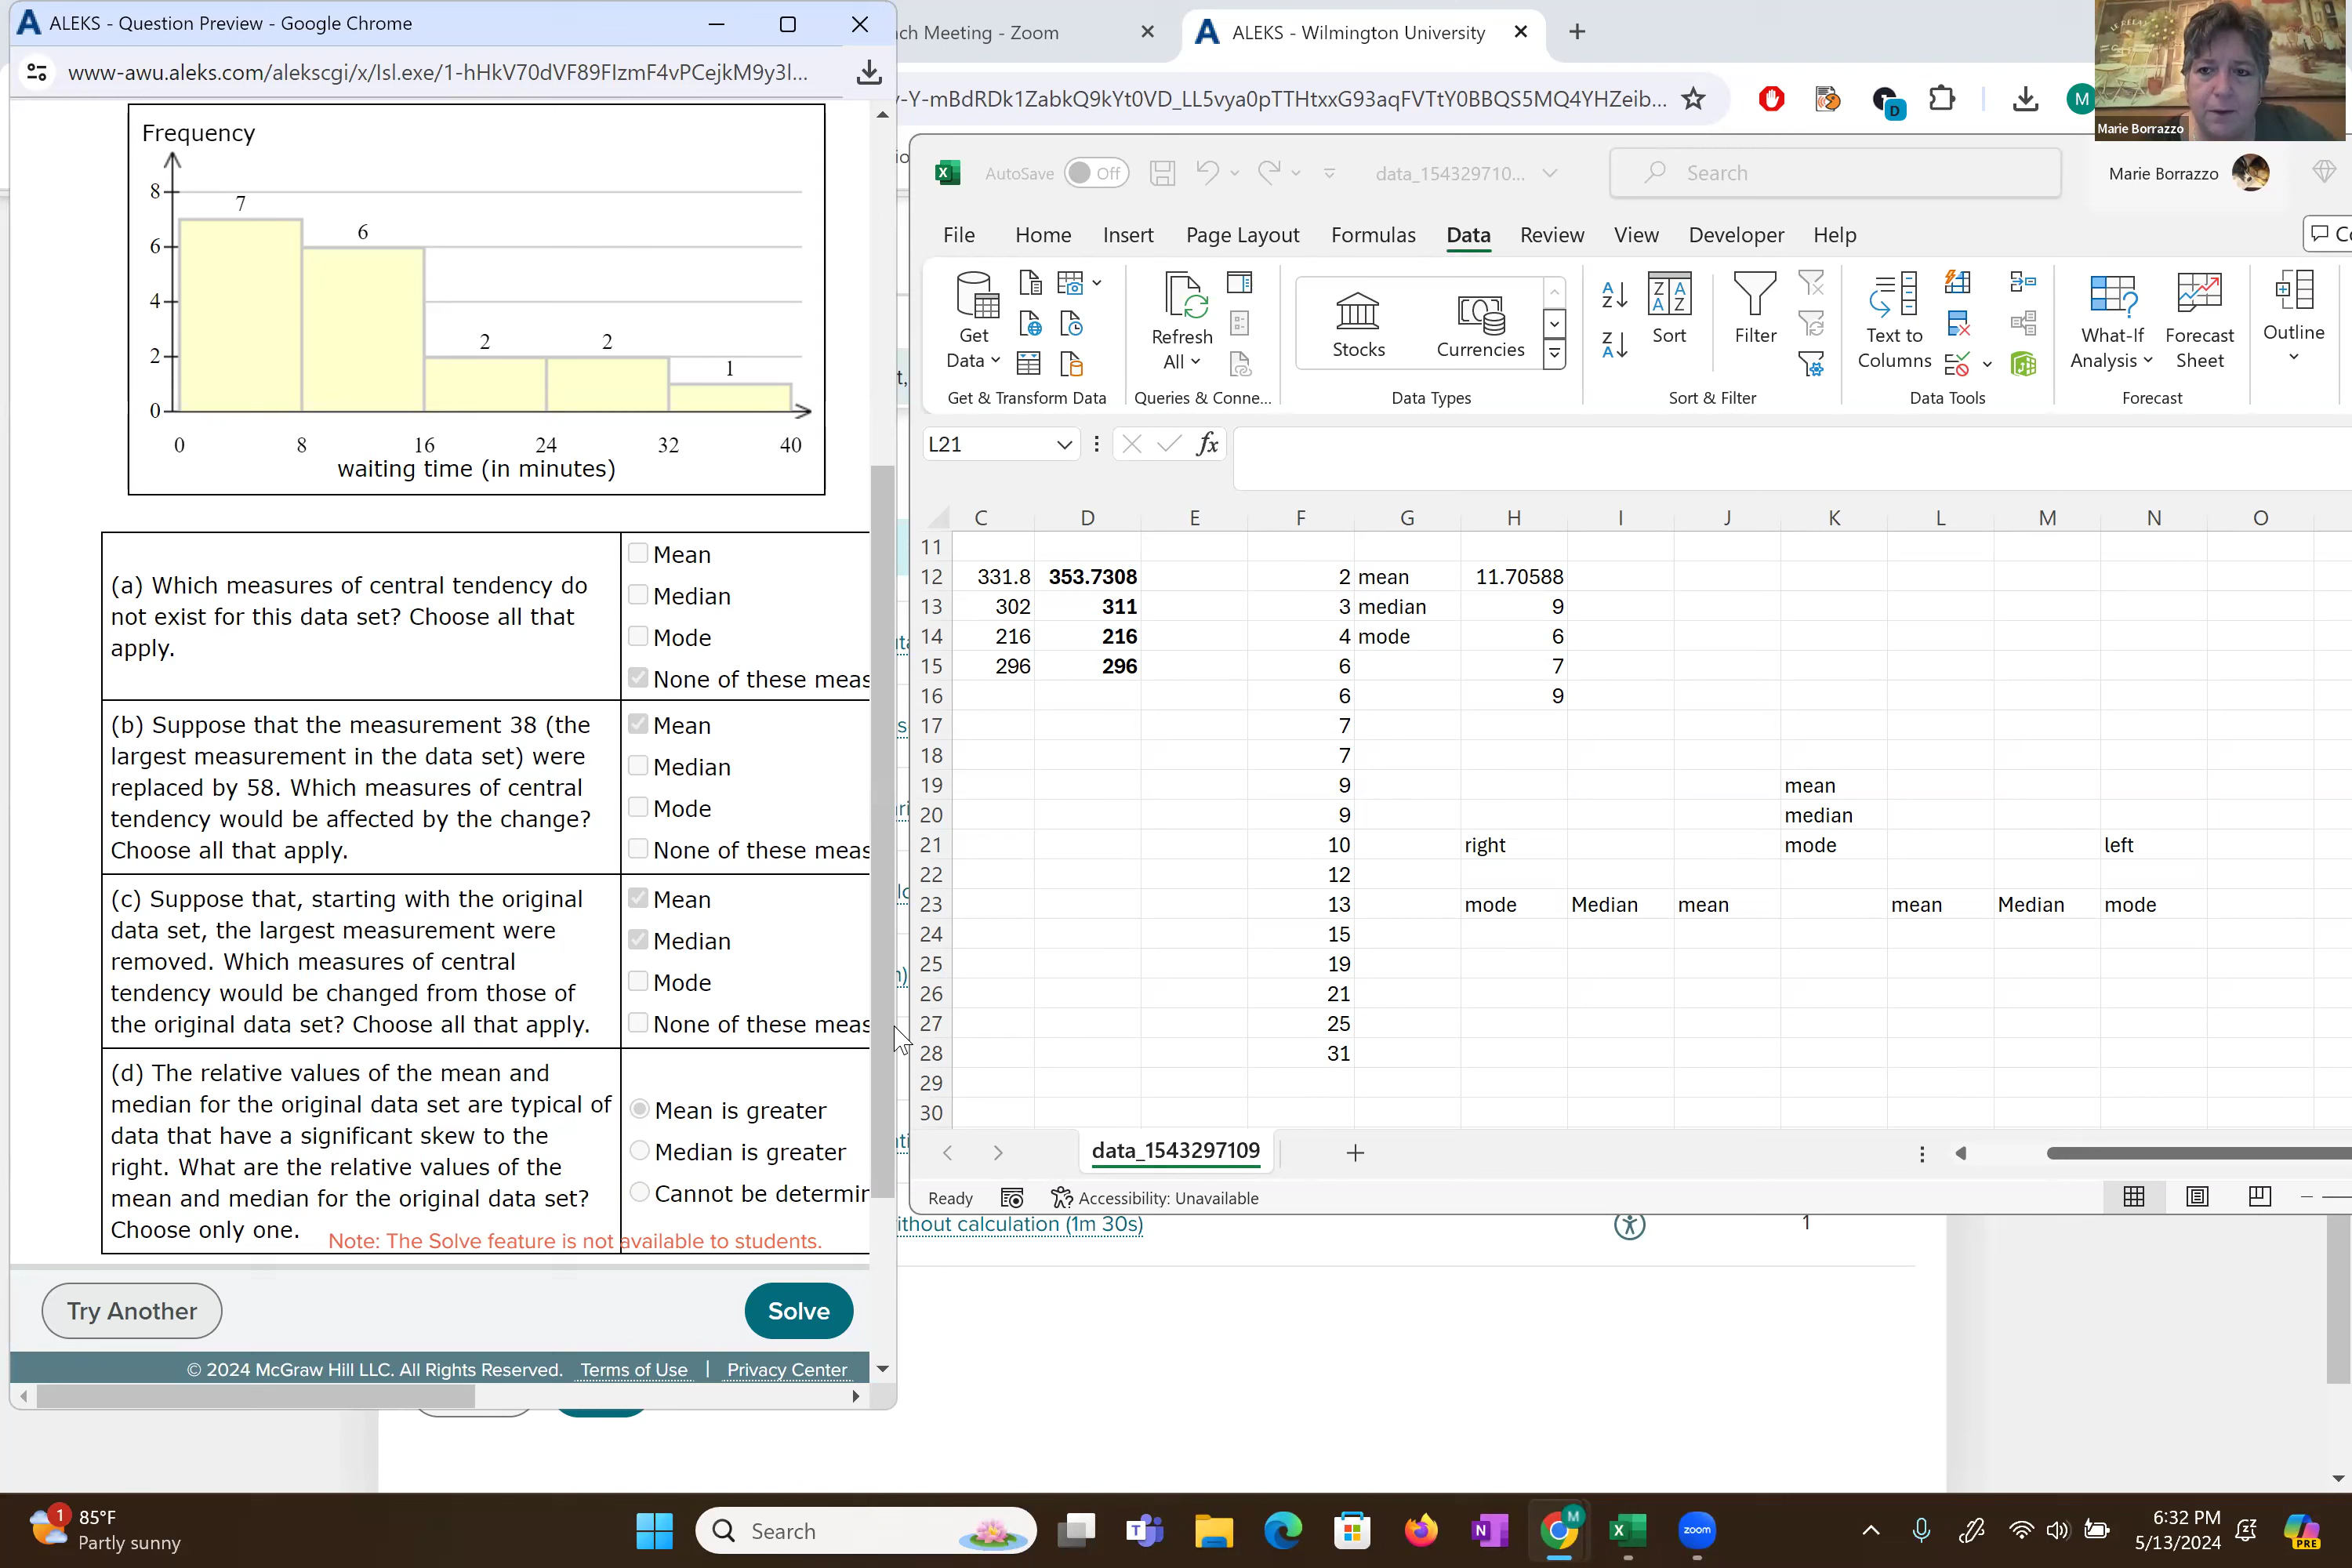 ALEKS - Question Preview - Google Chrome
www-awu.aleks.com/alekscgi/x/Isl.exe/1-hHkV70dVF89FIzmF4vPCejkM9y3l...
Frequency
8
7
6
6
4
2
2
2
1
0
0 8 16 24 32 40
waiting time (in minutes)
(a) Which measures of central tendency do
not exist for this data set? Choose all that
apply.
Mean
Median
Mode
None of these meas
(b) Suppose that the measurement 38 (the
largest measurement in the data set) were
replaced by 58. Which measures of central
tendency would be affected by the change?
Choose all that apply.
Mean
Median
Mode
None of these meas
(c) Suppose that, starting with the original
data set, the largest measurement were
removed. Which measures of central
tendency would be changed from those of
the original data set? Choose all that apply.
Mean
Median
Mode
None of these meas
(d) The relative values of the mean and
median for the original data set are typical of
data that have a significant skew to the
right. What are the relative values of the
mean and median for the original data set?
Choose only one.
Mean is greater
Median is greater
Cannot be determin
Note: The Solve feature is not available to students.
Try Another
Solve
© 2024 McGraw Hill LLC. All Rights Reserved. Terms of Use | Privacy Center
ch Meeting - Zoom
ALEKS - Wilmington University
-Y-mBdRDk1ZabkQ9kYt0VD_LL5vya0pTTHtxxG93aqFVTtY0BBQS5MQ4YHZeib...
D
M
Marie Borrazzo
AutoSave Off
data_154329710...
Search
Marie Borrazzo
File Home Insert Page Layout Formulas Data Review View Developer Help
Get Data
Refresh All
Stocks
Currencies
Sort
Filter
Text to Columns
What-If Analysis
Forecast Sheet
Outline
Get & Transform Data
Queries & Conne...
Data Types
Sort & Filter
Data Tools
Forecast
L21
fx
C D E F G H I J K L M N O
11
12 331.8 353.7308 2 mean 11.70588
13 302 311 3 median 9
14 216 216 4 mode 6
15 296 296 6 7
16 6 9
17 7
18 7
19 9 mean
20 9 median
21 10 right mode left
22 12
23 13 mode Median mean mean Median mode
24 15
25 19
26 21
27 25
28 31
29
30
data_1543297109
Ready
Accessibility: Unavailable
ithout calculation (1m 30s)
1
1
85°F
Partly sunny
Search
zoom
6:32 PM
5/13/2024
PRE